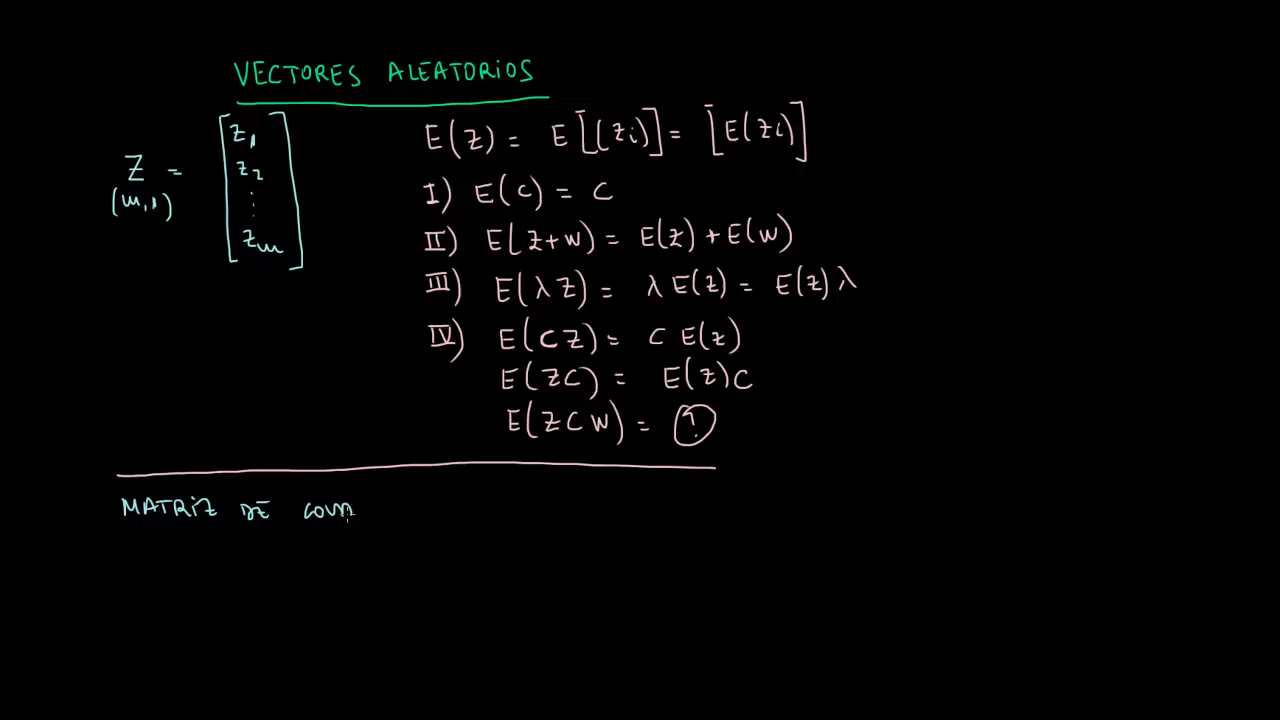 VECTORES ALEATORIOS
Z = [z1 z2 ⋮ zm]
(m,1)
E(Z) = E[(Zi)] = [E(Zi)]
I) E(C) = C
II) E(Z+W) = E(Z) + E(W)
III) E(λZ) = λE(Z) = E(Z)λ
IV) E(CZ) = C E(Z)
E(ZC) = E(Z)C
E(ZCW) = ?
MATRIZ DE